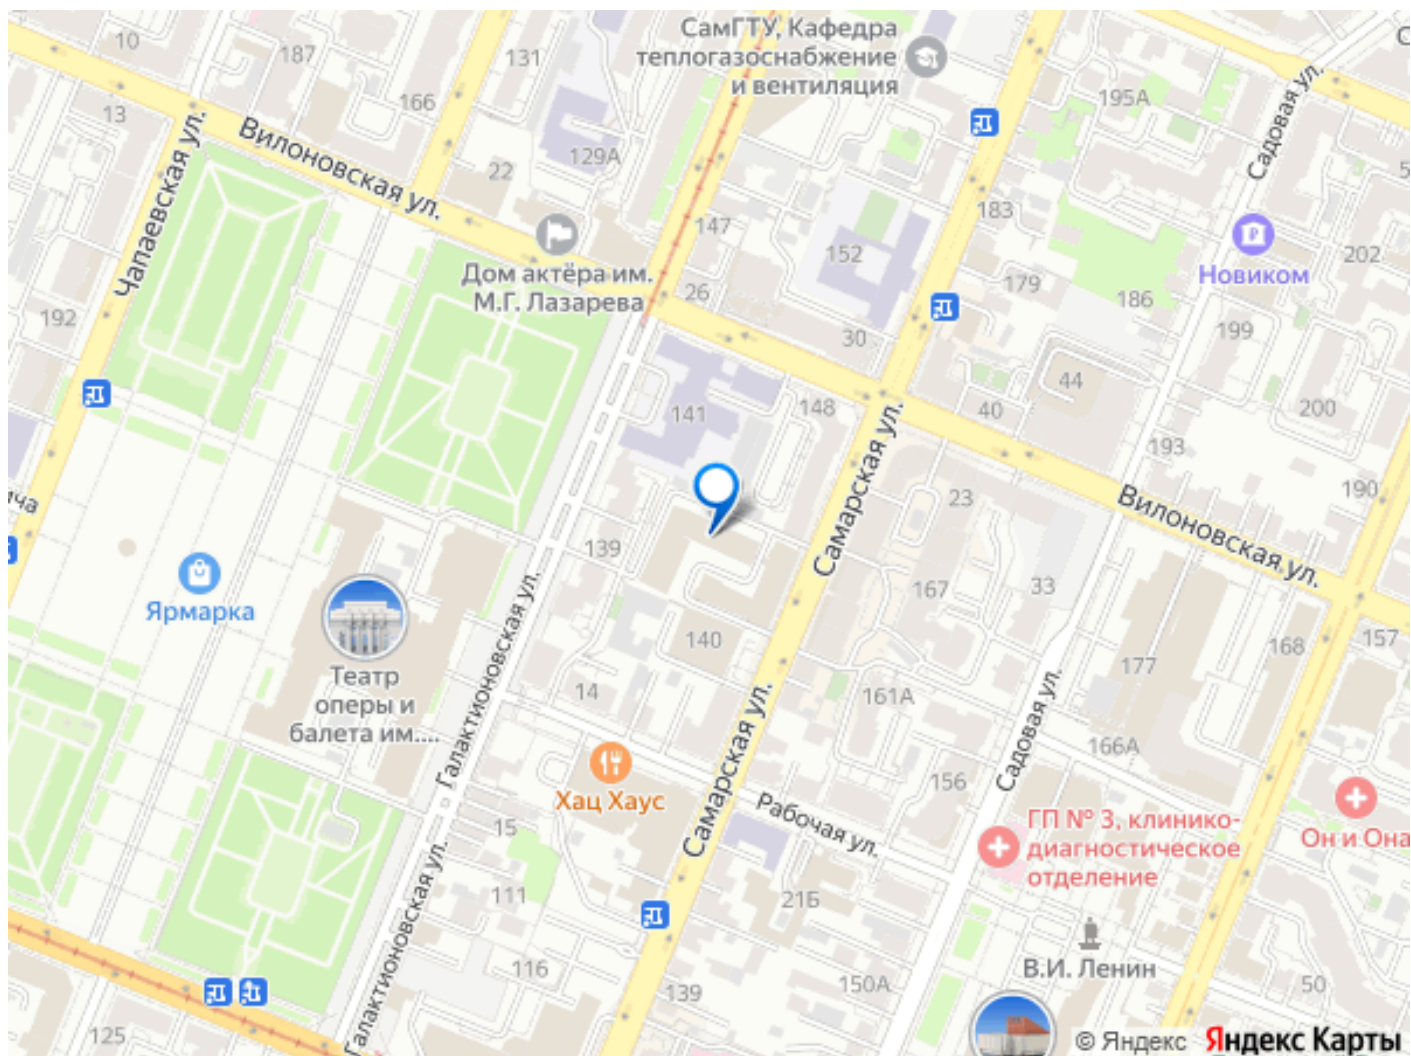 СамГТУ, Кафедра
теплогазоснабжение
и вентиляция
10
187
131
166
13
195А
Садовая ул.
Вилоновская ул.
22
129А
Чапаевская ул.
147
152
183
202
Новиком
Дом актёра им.
М.Г. Лазарева
26
179
186
192
30
199
44
148
141
40
200
193
23
190
Вилоновская ул.
ича
Самарская ул.
139
167
33
Ярмарка
Галактионовская ул.
140
168
157
177
Театр
оперы и
балета им....
14
161А
166А
Садовая ул.
Самарская ул.
Хац Хаус
Рабочая ул.
156
15
ГП № 3, клинико-
диагностическое
отделение
Он и Она
Галактионовская ул.
111
21Б
116
В.И. Ленин
139
150А
50
125
© Яндекс Яндекс Карты